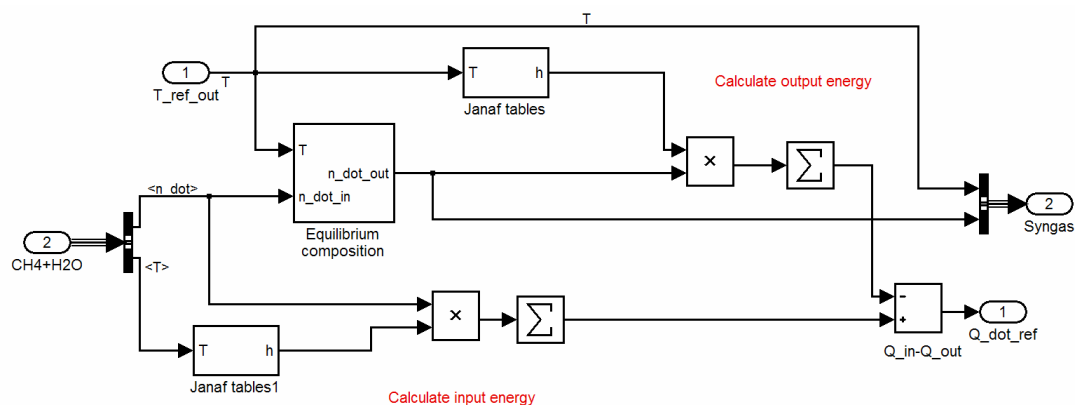 T
1
T
T_ref_out
T
h
Janaf tables
Calculate output energy
T
n_dot_out
n_dot_in
Equilibrium
composition
×
∑
<n_dot>
2
CH4+H2O
<T>
2
Syngas
×
∑
−
+
Q_in-Q_out
1
Q_dot_ref
T
h
Janaf tables1
Calculate input energy